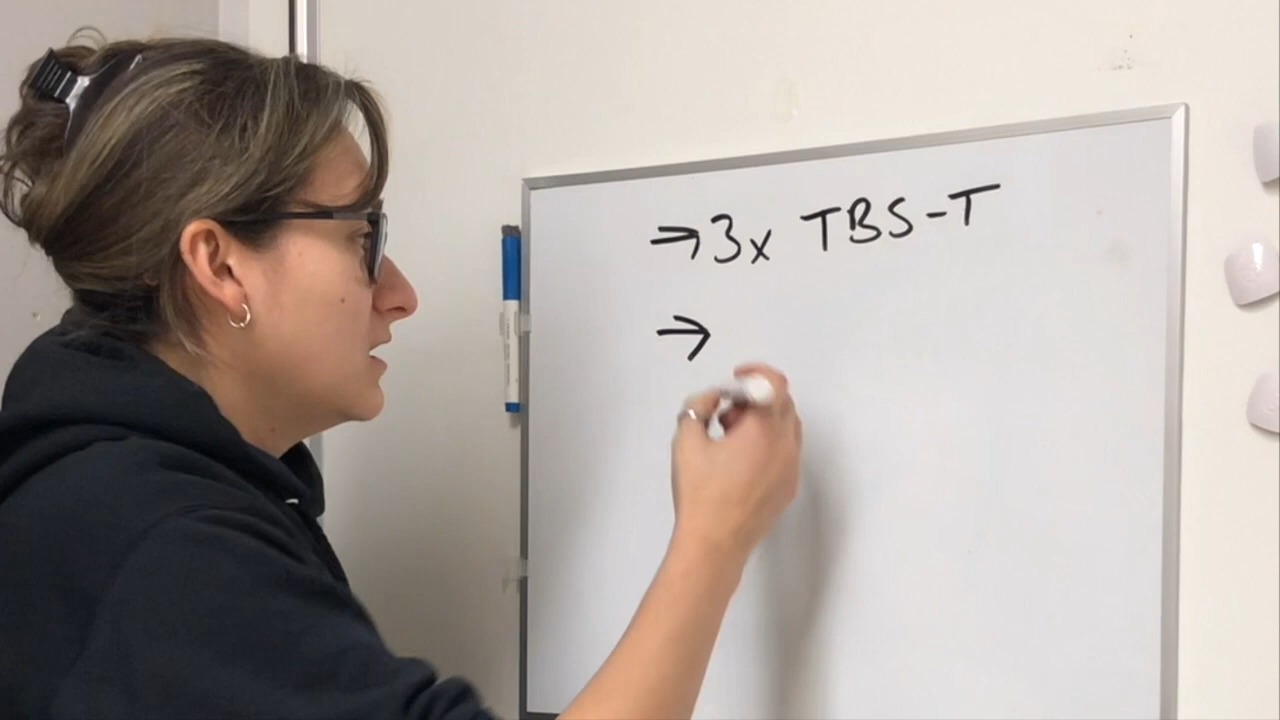 → 3x TBS-T
→